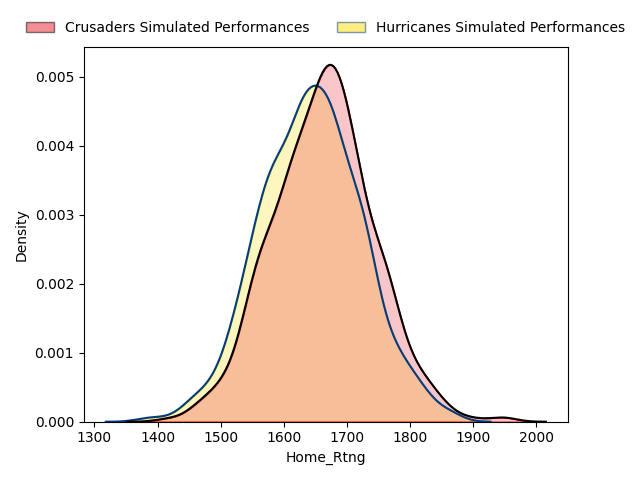 Crusaders Simulated Performances
Hurricanes Simulated Performances
0.005
0.004
0.003
0.002
0.001
0.000
Density
1300 1400 1500 1600 1700 1800 1900 2000
Home_Rtng